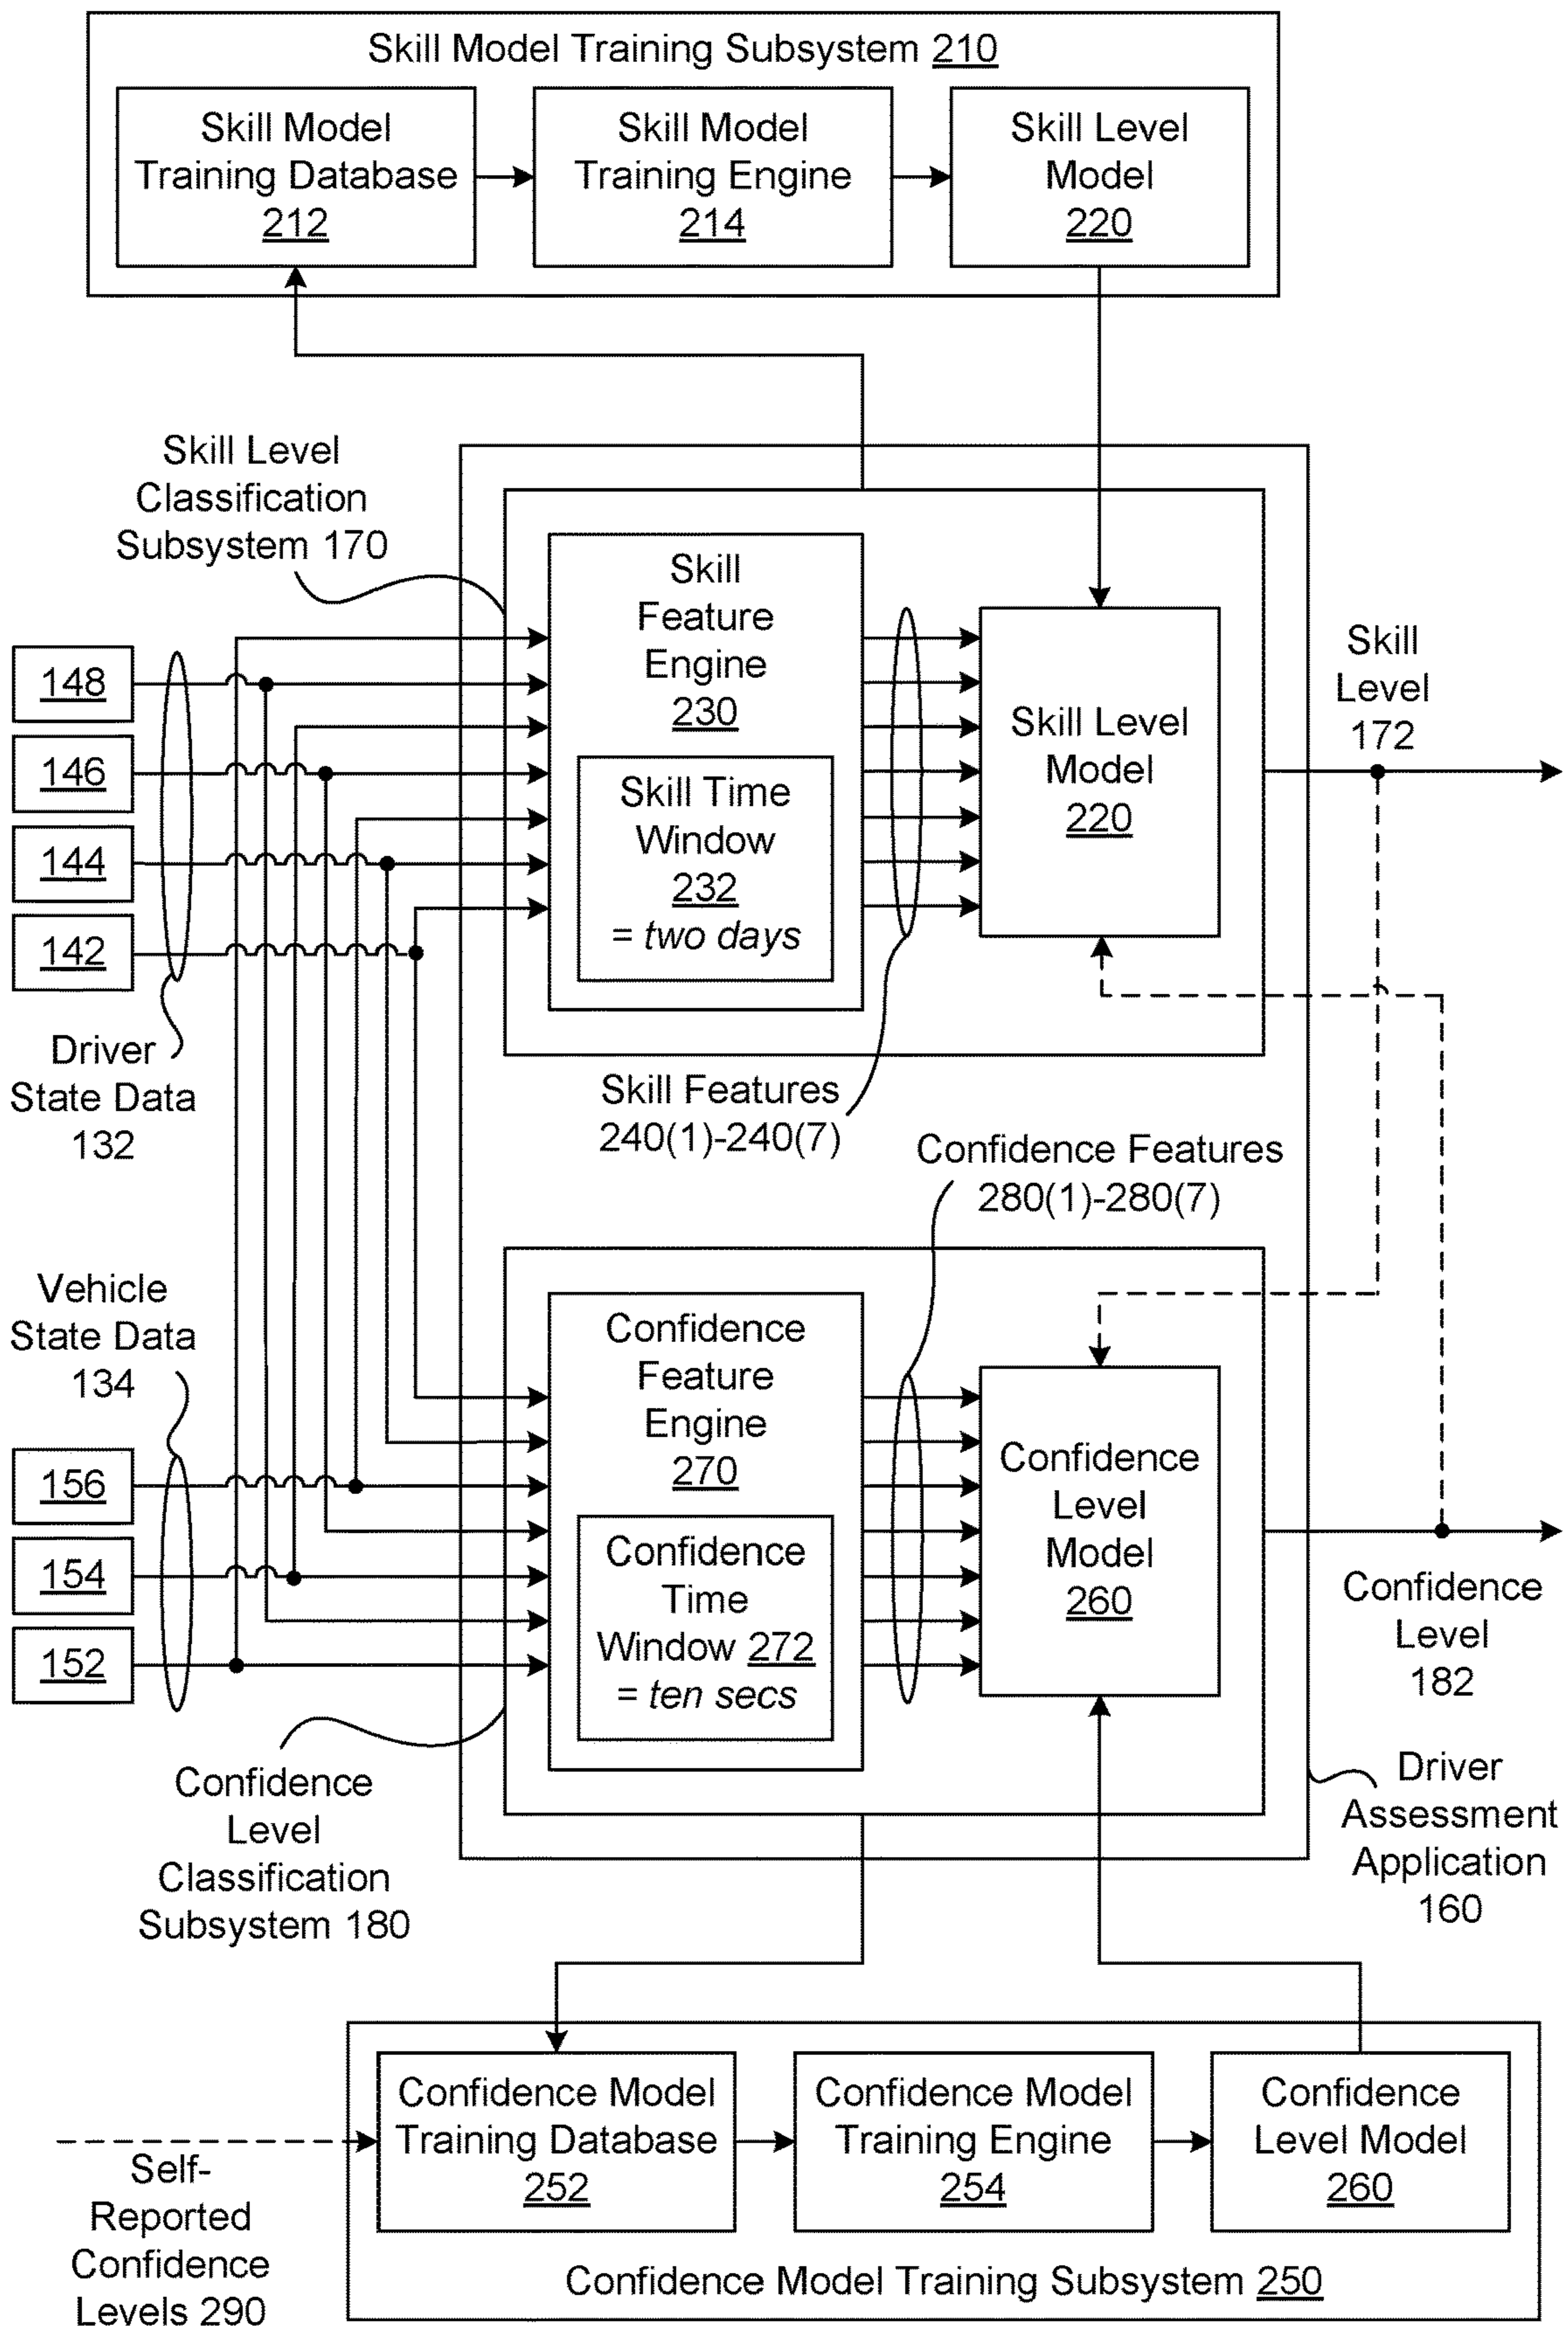 Skill Model Training Subsystem 210
Skill Model
Training Database
212
Skill Model
Training Engine
214
Skill Level
Model
220
Skill Level
Classification
Subsystem 170
Skill
Feature
Engine
230
Skill Time
Window
232
= two days
Skill Level
Model
220
Skill
Level
172
148
146
144
142
Driver
State Data
132
Skill Features
240(1)-240(7)
Confidence Features
280(1)-280(7)
Vehicle
State Data
134
156
154
152
Confidence
Feature
Engine
270
Confidence
Time
Window 272
= ten secs
Confidence
Level
Model
260
Confidence
Level
182
Confidence
Level
Classification
Subsystem 180
Driver
Assessment
Application
160
Confidence Model
Training Database
252
Confidence Model
Training Engine
254
Confidence
Level Model
260
Self-
Reported
Confidence
Levels 290
Confidence Model Training Subsystem 250